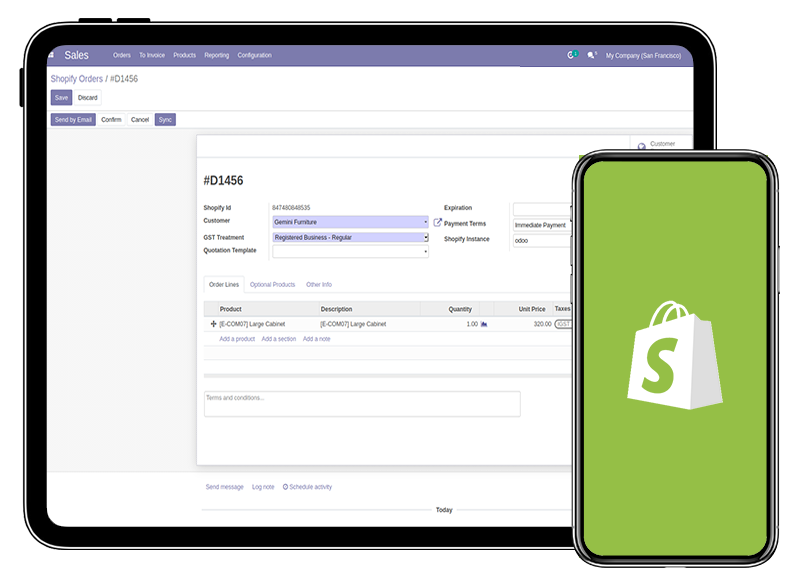 Sales Orders To Invoice Products Reporting Configuration 1 5 My Company (San Francisco)
Shopify Orders / #D1456
Save Discard
Send by Email Confirm Cancel Sync
Customer
#D1456
Shopify Id 847480848535 Expiration
Customer Gemini Furniture Payment Terms Immediate Payment
GST Treatment Registered Business - Regular Shopify Instance odoo
Quotation Template
Order Lines Optional Products Other Info
Product Description Quantity Unit Price Taxes
[E-COM07] Large Cabinet [E-COM07] Large Cabinet 1.00 320.00 IGST
Add a product Add a section Add a note
Terms and conditions...
Send message Log note Schedule activity
Today
S